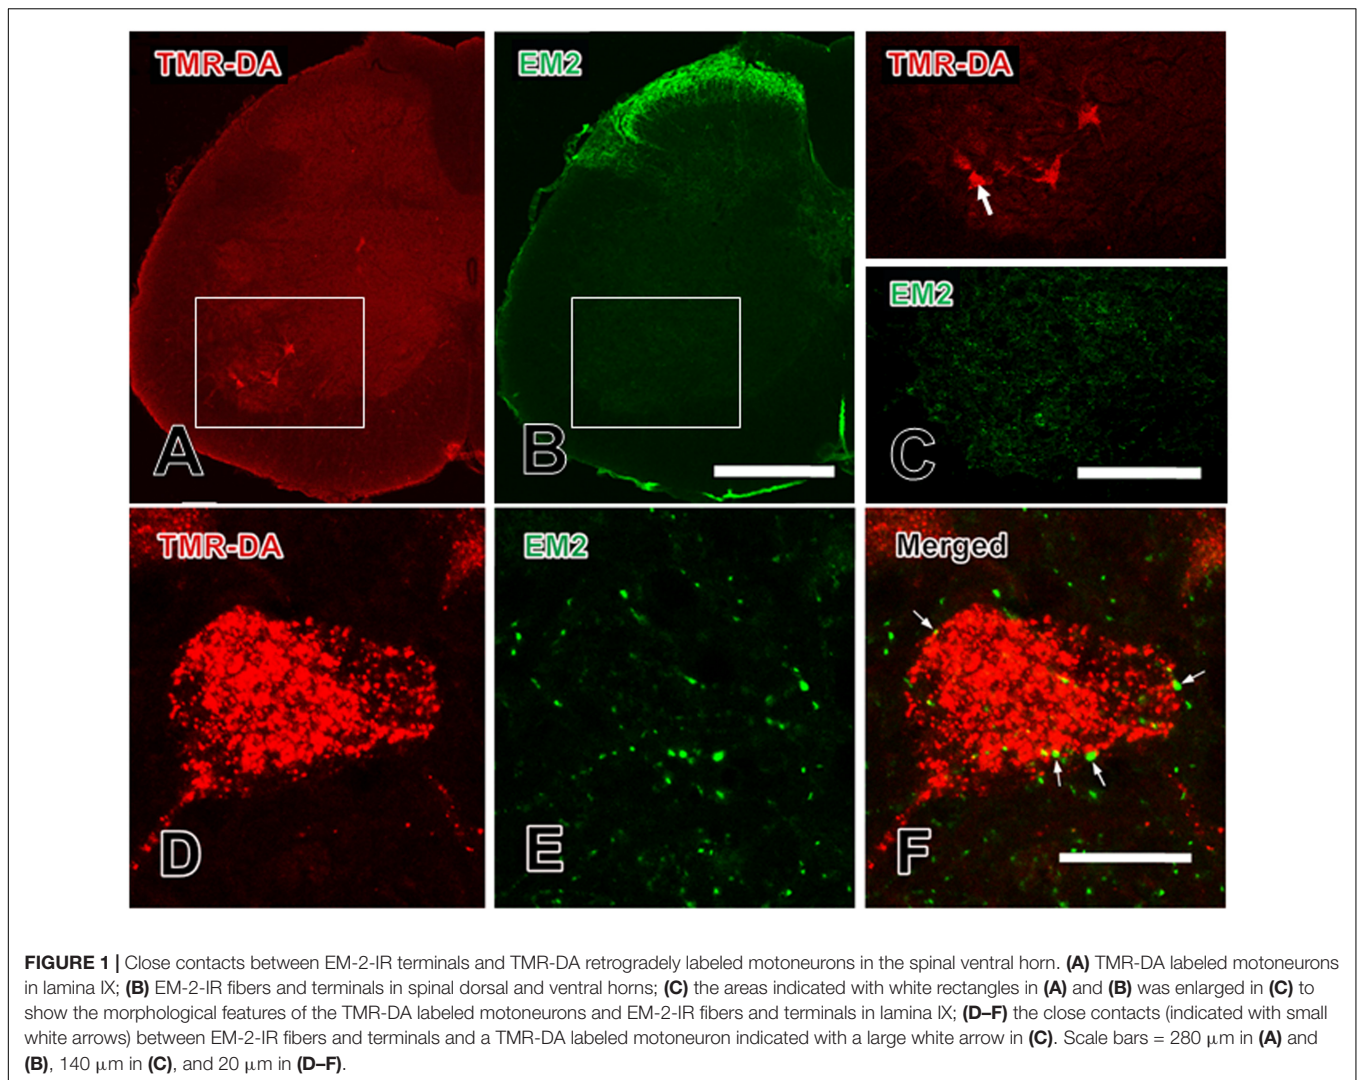 TMR-DA
EM2
TMR-DA
A
B
EM2
C
TMR-DA
EM2
Merged
D
E
F
FIGURE 1 | Close contacts between EM-2-IR terminals and TMR-DA retrogradely labeled motoneurons in the spinal ventral horn. (A) TMR-DA labeled motoneurons
in lamina IX; (B) EM-2-IR fibers and terminals in spinal dorsal and ventral horns; (C) the areas indicated with white rectangles in (A) and (B) was enlarged in (C) to
show the morphological features of the TMR-DA labeled motoneurons and EM-2-IR fibers and terminals in lamina IX; (D–F) the close contacts (indicated with small
white arrows) between EM-2-IR fibers and terminals and a TMR-DA labeled motoneuron indicated with a large white arrow in (C). Scale bars = 280 μm in (A) and
(B), 140 μm in (C), and 20 μm in (D–F).